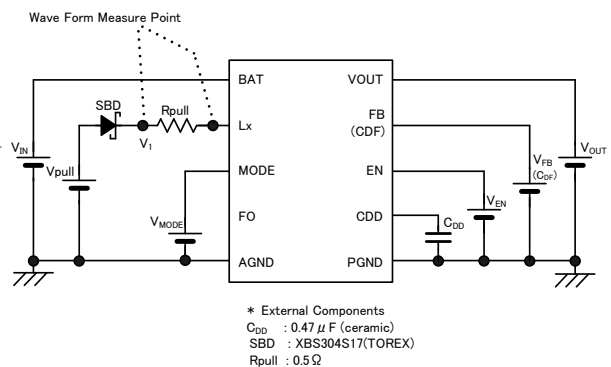 Wave Form Measure Point
BAT
VOUT
SBD
Rpull
FB
(CDF)
Lx
V1
VIN
Vpull
MODE
EN
VOUT
VFB
(CDF)
VMODE
FO
CDD
CDD
VEN
AGND
PGND
* External Components
CDD : 0.47 μF (ceramic)
SBD : XBS304S17(TOREX)
Rpull : 0.5Ω